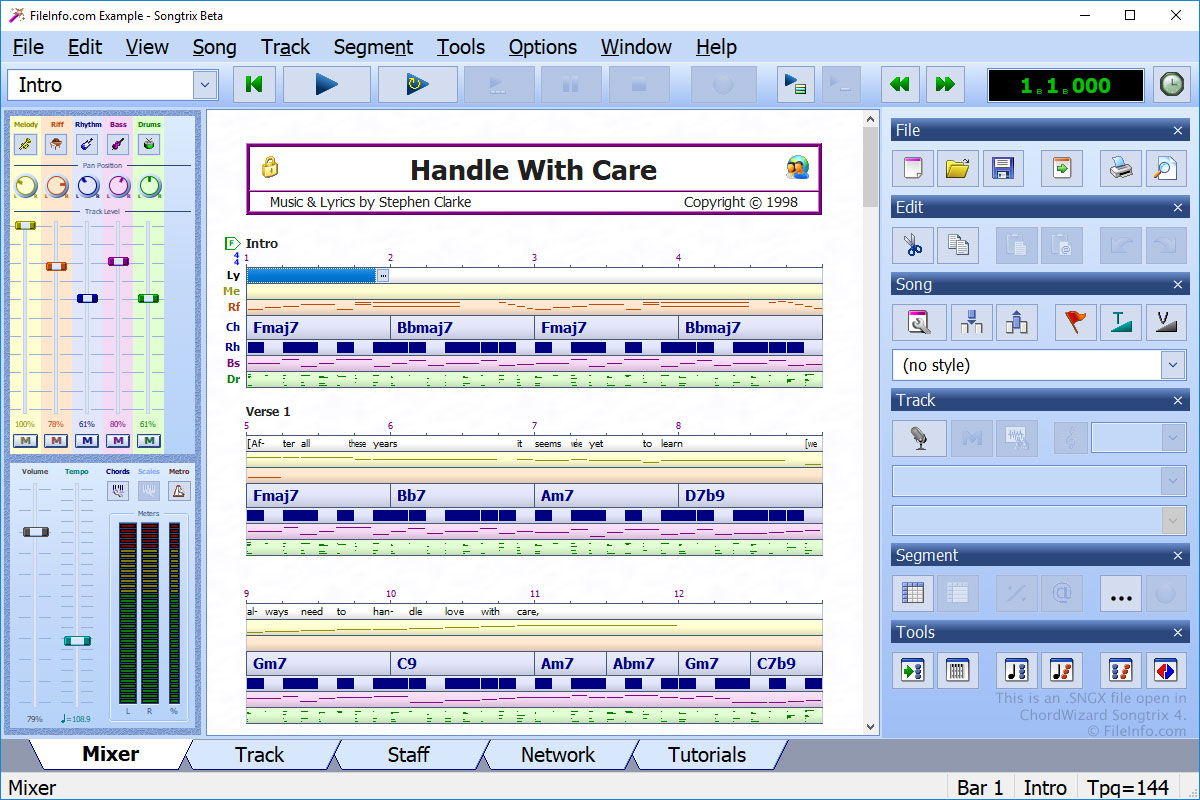 FileInfo.com Example - Songtrix Beta
File Edit View Song Track Segment Tools Options Window Help
Intro
1 B 1 B 000
Melody Riff Rhythm Bass Drums
Pan Position
L R L R L R L R L R
Track Level
100% 78% 61% 80% 61%
M M M M M
Volume Tempo Chords Scales Metro
Meters
L R %
79% ♩=108.9
Handle With Care
Music & Lyrics by Stephen Clarke Copyright © 1998
F Intro
4
4
1 2 3 4
Ly
...
Me
Rf
Ch Fmaj7 Bbmaj7 Fmaj7 Bbmaj7
Rh
Bs
Dr
Verse 1
5 6 7 8
[Af- ter all these years it seems we're yet to learn [we
Fmaj7 Bb7 Am7 D7b9
9 10 11 12
al- ways need to han- dle love with care,
Gm7 C9 Am7 Abm7 Gm7 C7b9
File
Edit
Song
T V
(no style)
Track
M
Segment
% @ ...
Tools
This is an .SNGX file open in
ChordWizard Songtrix 4.
© FileInfo.com
Mixer Track Staff Network Tutorials
Mixer Bar 1 Intro Tpq=144